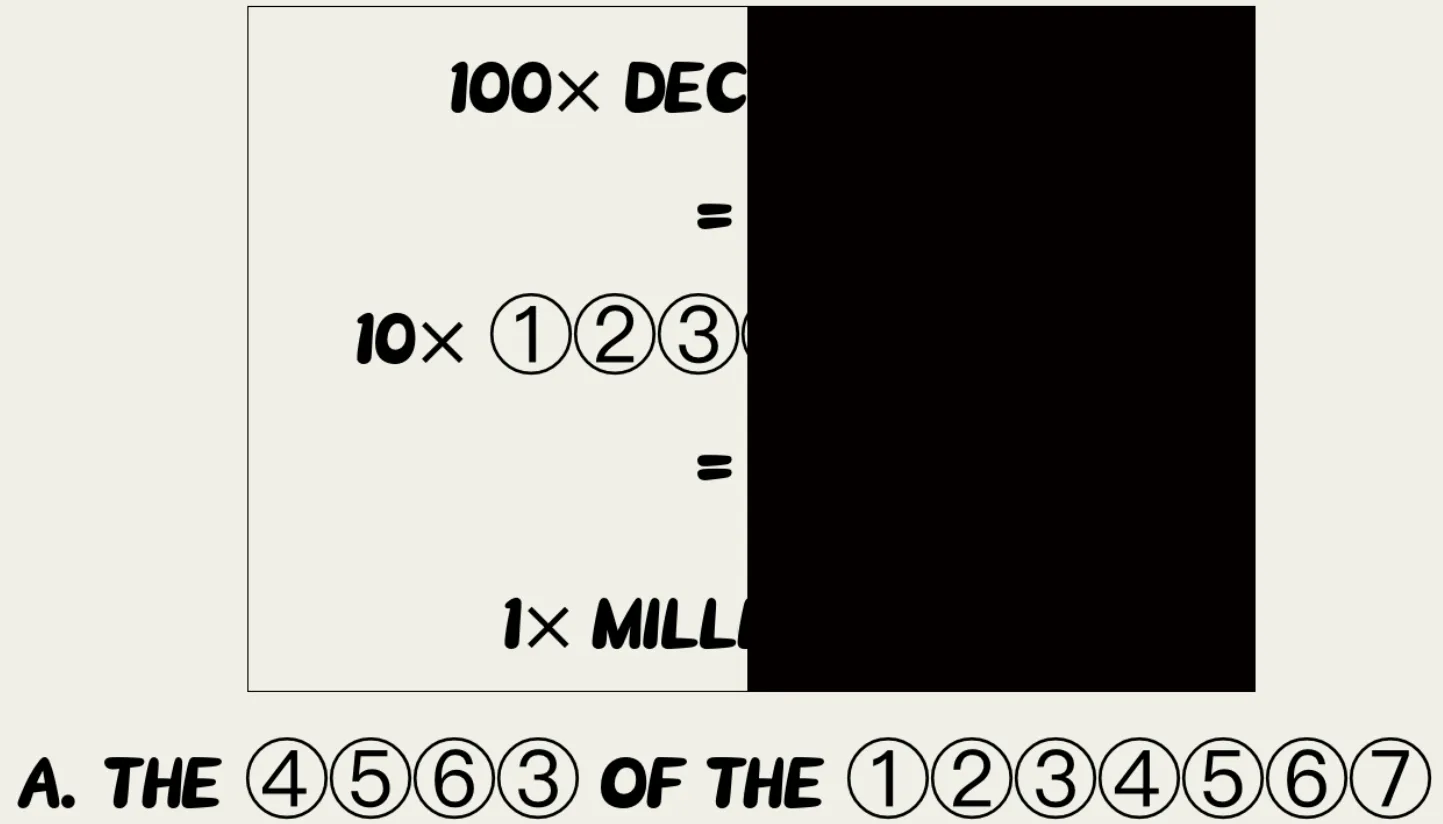 100× DEC
=
10× ①②③
=
1× MILL
A. THE ④⑤⑥③ OF THE ①②③④⑤⑥⑦